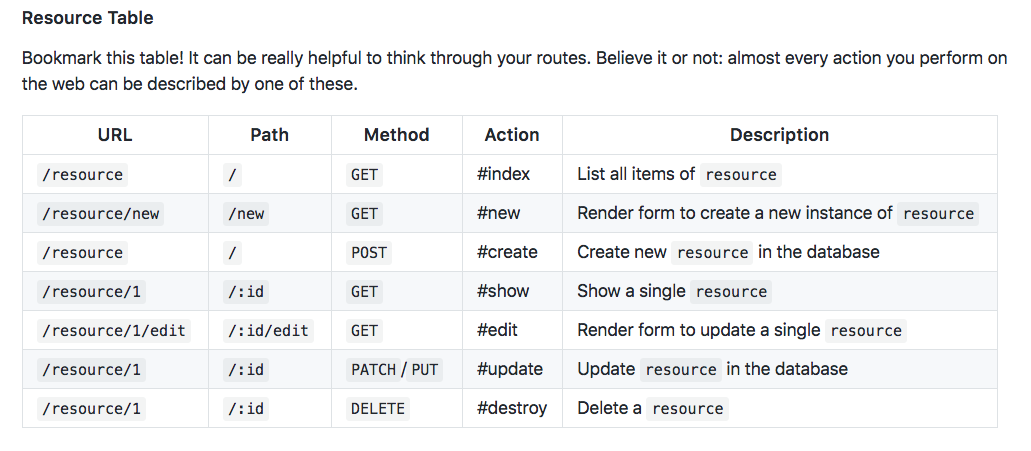 Resource Table
Bookmark this table! It can be really helpful to think through your routes. Believe it or not: almost every action you perform on
the web can be described by one of these.
URL Path Method Action Description
/resource / GET #index List all items of resource
/resource/new /new GET #new Render form to create a new instance of resource
/resource / POST #create Create new resource in the database
/resource/1 /:id GET #show Show a single resource
/resource/1/edit /:id/edit GET #edit Render form to update a single resource
/resource/1 /:id PATCH / PUT #update Update resource in the database
/resource/1 /:id DELETE #destroy Delete a resource